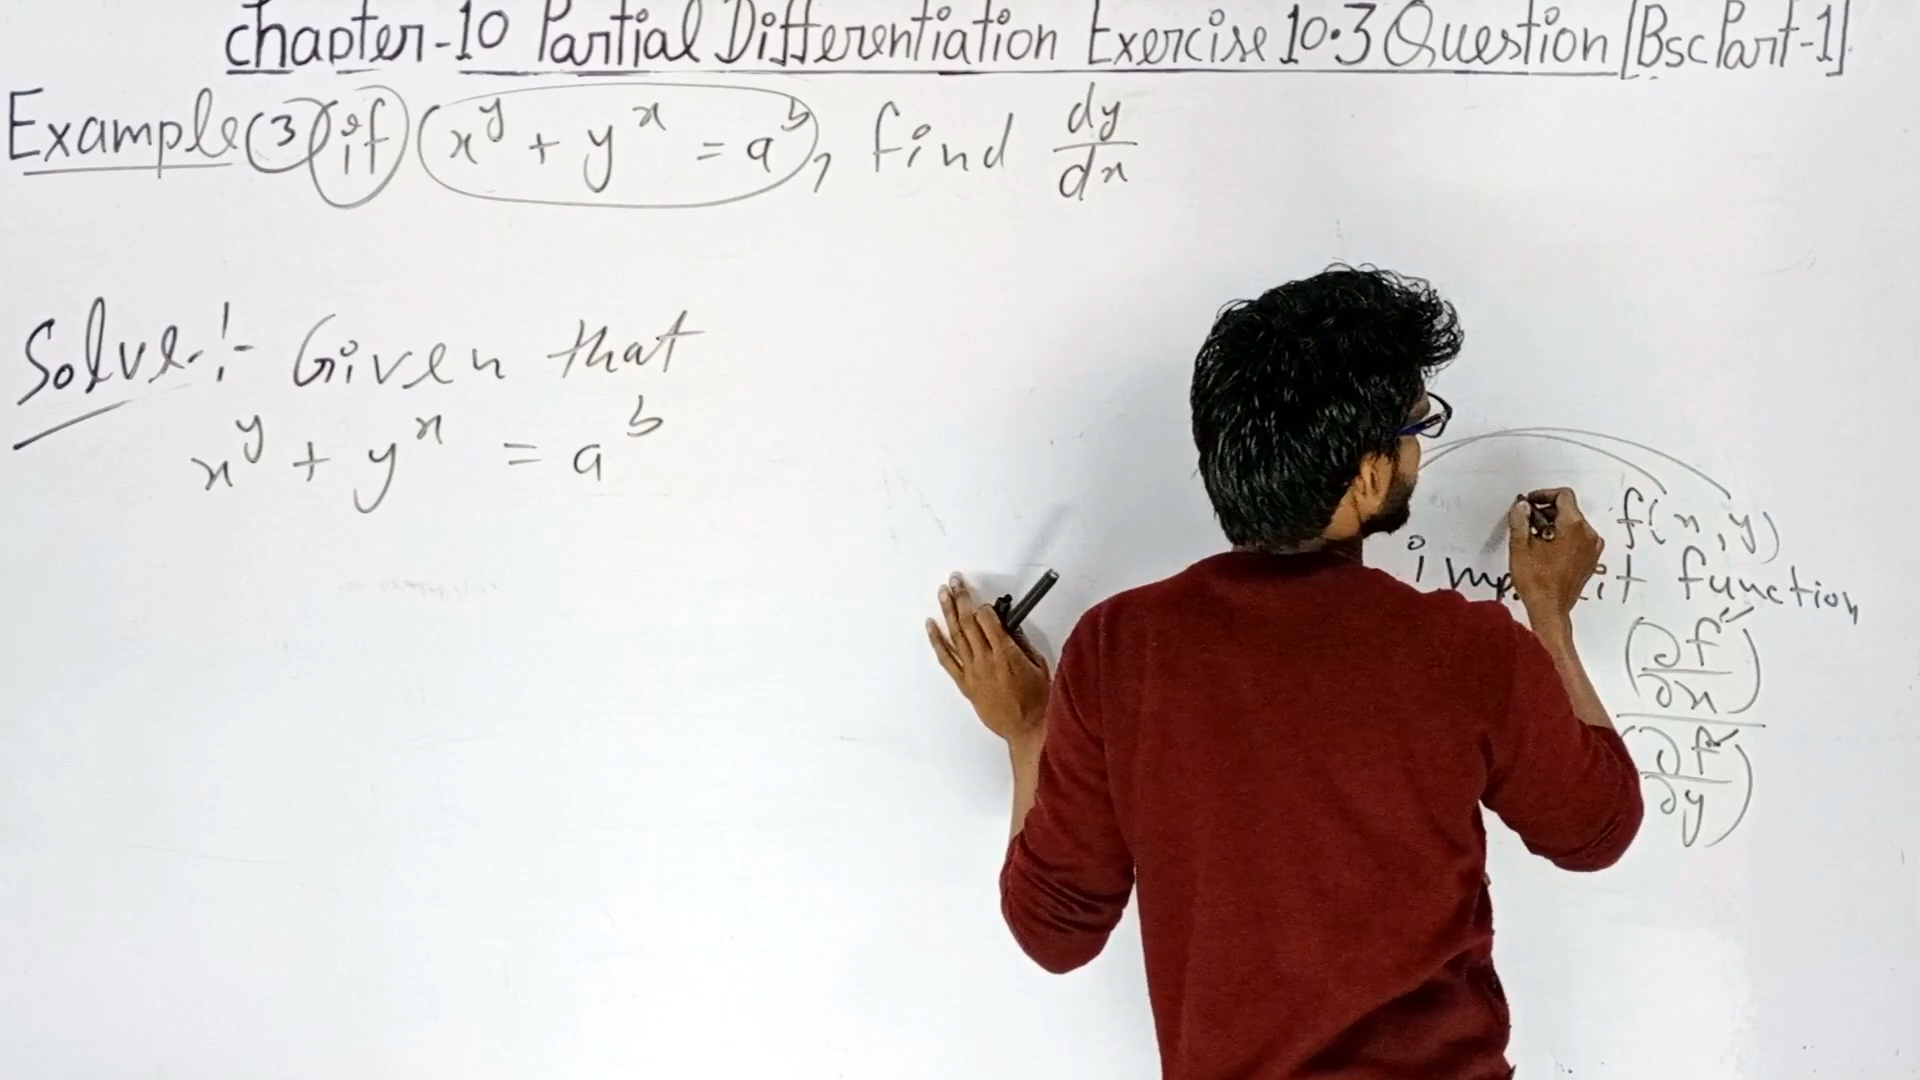 Chapter-10 Partial Differentiation Exercise 10.3 Question [Bsc Part-1]
Example (3) if (x^y + y^x = a^b), find dy/dx
Solve:- Given that
x^y + y^x = a^b
f(x, y)
function
(∂f/∂x)
(∂f/∂y)